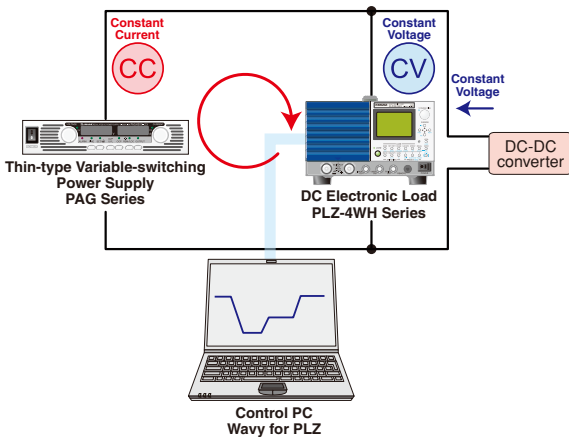 Constant
Current
CC
Constant
Voltage
CV
Constant
Voltage
Thin-type Variable-switching
Power Supply
PAG Series
DC Electronic Load
PLZ-4WH Series
DC-DC
converter
Control PC
Wavy for PLZ